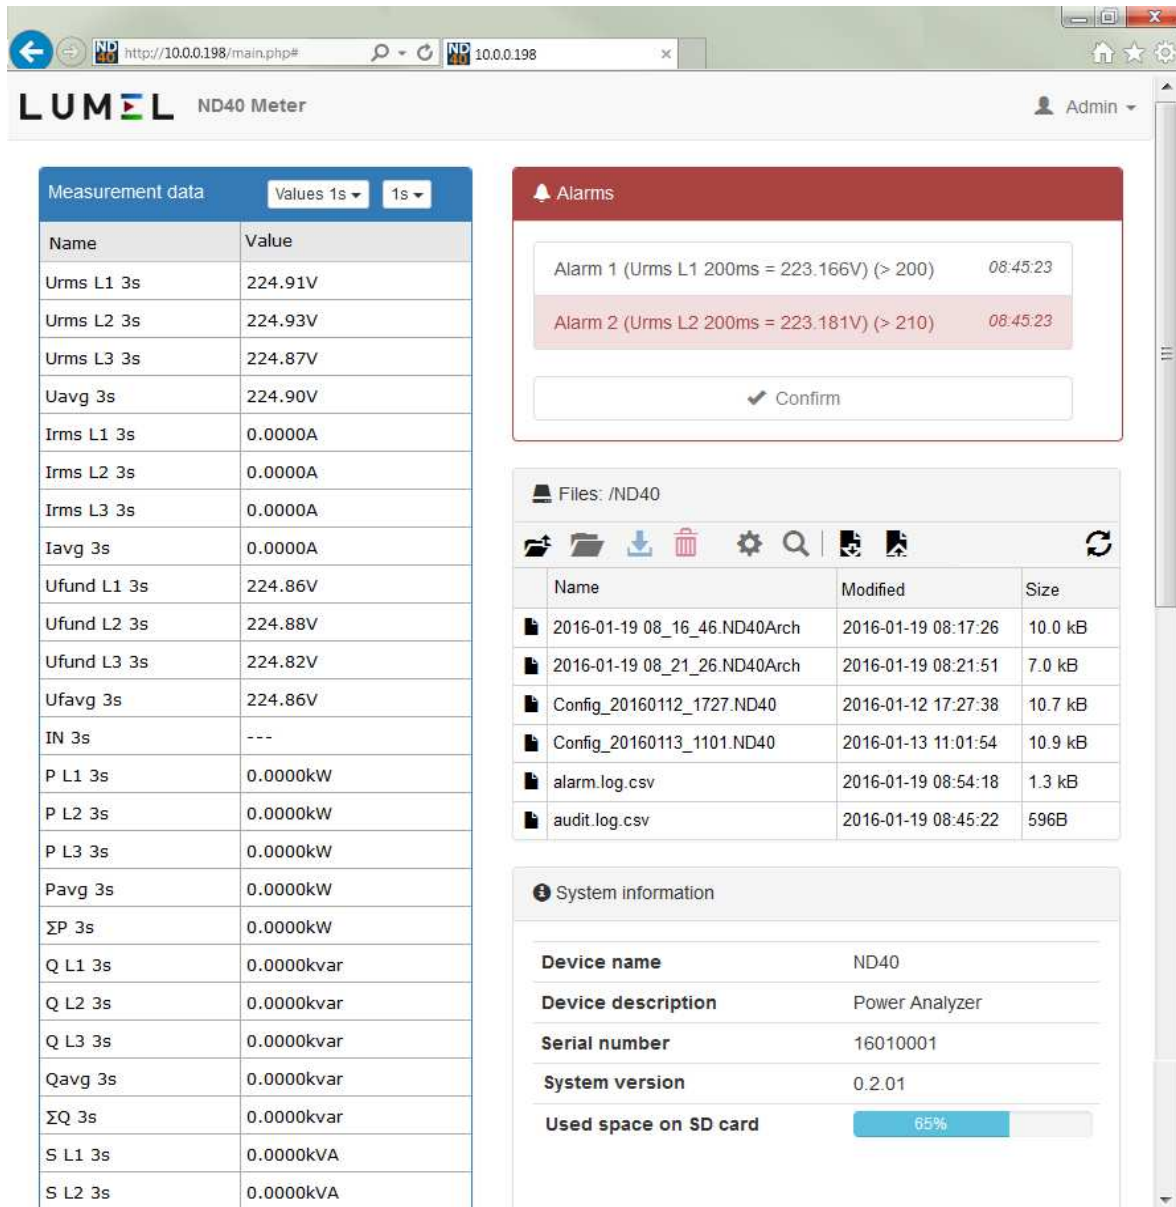 http://10.0.0.198/main.php#
10.0.0.198
LUMEL ND40 Meter
Admin
Measurement data Values 1s 1s
Name Value
Urms L1 3s 224.91V
Urms L2 3s 224.93V
Urms L3 3s 224.87V
Uavg 3s 224.90V
Irms L1 3s 0.0000A
Irms L2 3s 0.0000A
Irms L3 3s 0.0000A
Iavg 3s 0.0000A
Ufund L1 3s 224.86V
Ufund L2 3s 224.88V
Ufund L3 3s 224.82V
Ufavg 3s 224.86V
IN 3s ---
P L1 3s 0.0000kW
P L2 3s 0.0000kW
P L3 3s 0.0000kW
Pavg 3s 0.0000kW
ΣP 3s 0.0000kW
Q L1 3s 0.0000kvar
Q L2 3s 0.0000kvar
Q L3 3s 0.0000kvar
Qavg 3s 0.0000kvar
ΣQ 3s 0.0000kvar
S L1 3s 0.0000kVA
S L2 3s 0.0000kVA
Alarms
Alarm 1 (Urms L1 200ms = 223.166V) (> 200) 08:45:23
Alarm 2 (Urms L2 200ms = 223.181V) (> 210) 08:45:23
Confirm
Files: /ND40
Name Modified Size
2016-01-19 08_16_46.ND40Arch 2016-01-19 08:17:26 10.0 kB
2016-01-19 08_21_26.ND40Arch 2016-01-19 08:21:51 7.0 kB
Config_20160112_1727.ND40 2016-01-12 17:27:38 10.7 kB
Config_20160113_1101.ND40 2016-01-13 11:01:54 10.9 kB
alarm.log.csv 2016-01-19 08:54:18 1.3 kB
audit.log.csv 2016-01-19 08:45:22 596B
System information
Device name ND40
Device description Power Analyzer
Serial number 16010001
System version 0.2.01
Used space on SD card 65%